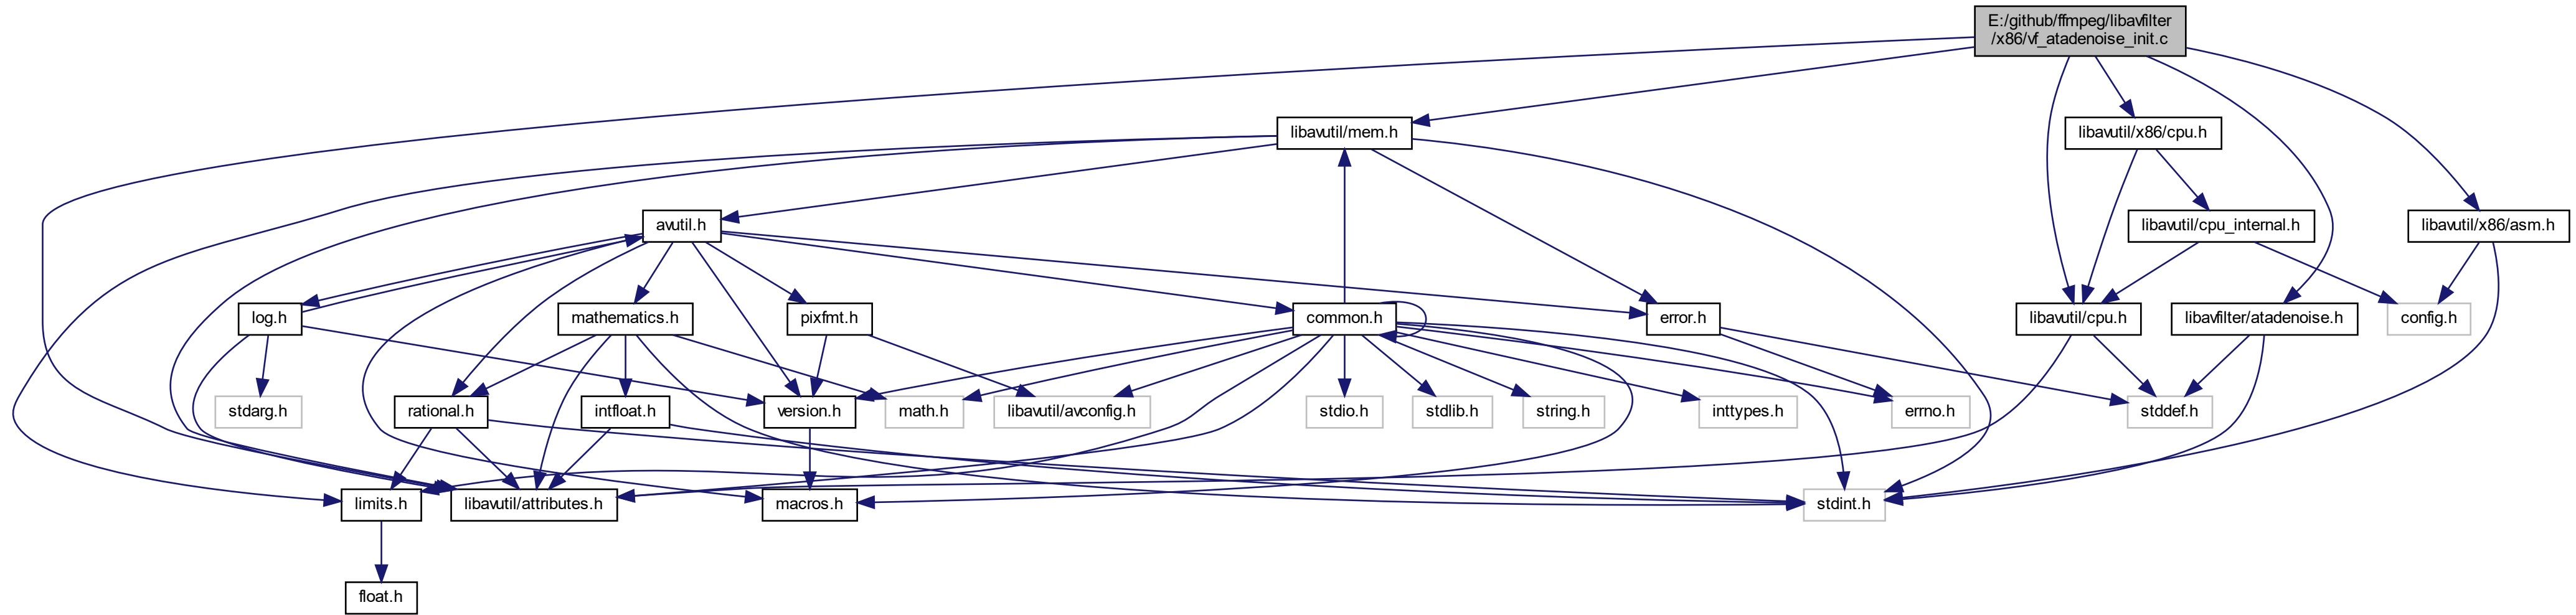 E:/github/ffmpeg/libavfilter
/x86/vf_atadenoise_init.c
libavutil/mem.h
libavutil/x86/cpu.h
avutil.h
libavutil/cpu_internal.h
libavutil/x86/asm.h
log.h
mathematics.h
pixfmt.h
common.h
error.h
libavutil/cpu.h
libavfilter/atadenoise.h
config.h
stdarg.h
rational.h
intfloat.h
version.h
math.h
libavutil/avconfig.h
stdio.h
stdlib.h
string.h
inttypes.h
errno.h
stddef.h
limits.h
libavutil/attributes.h
macros.h
stdint.h
float.h